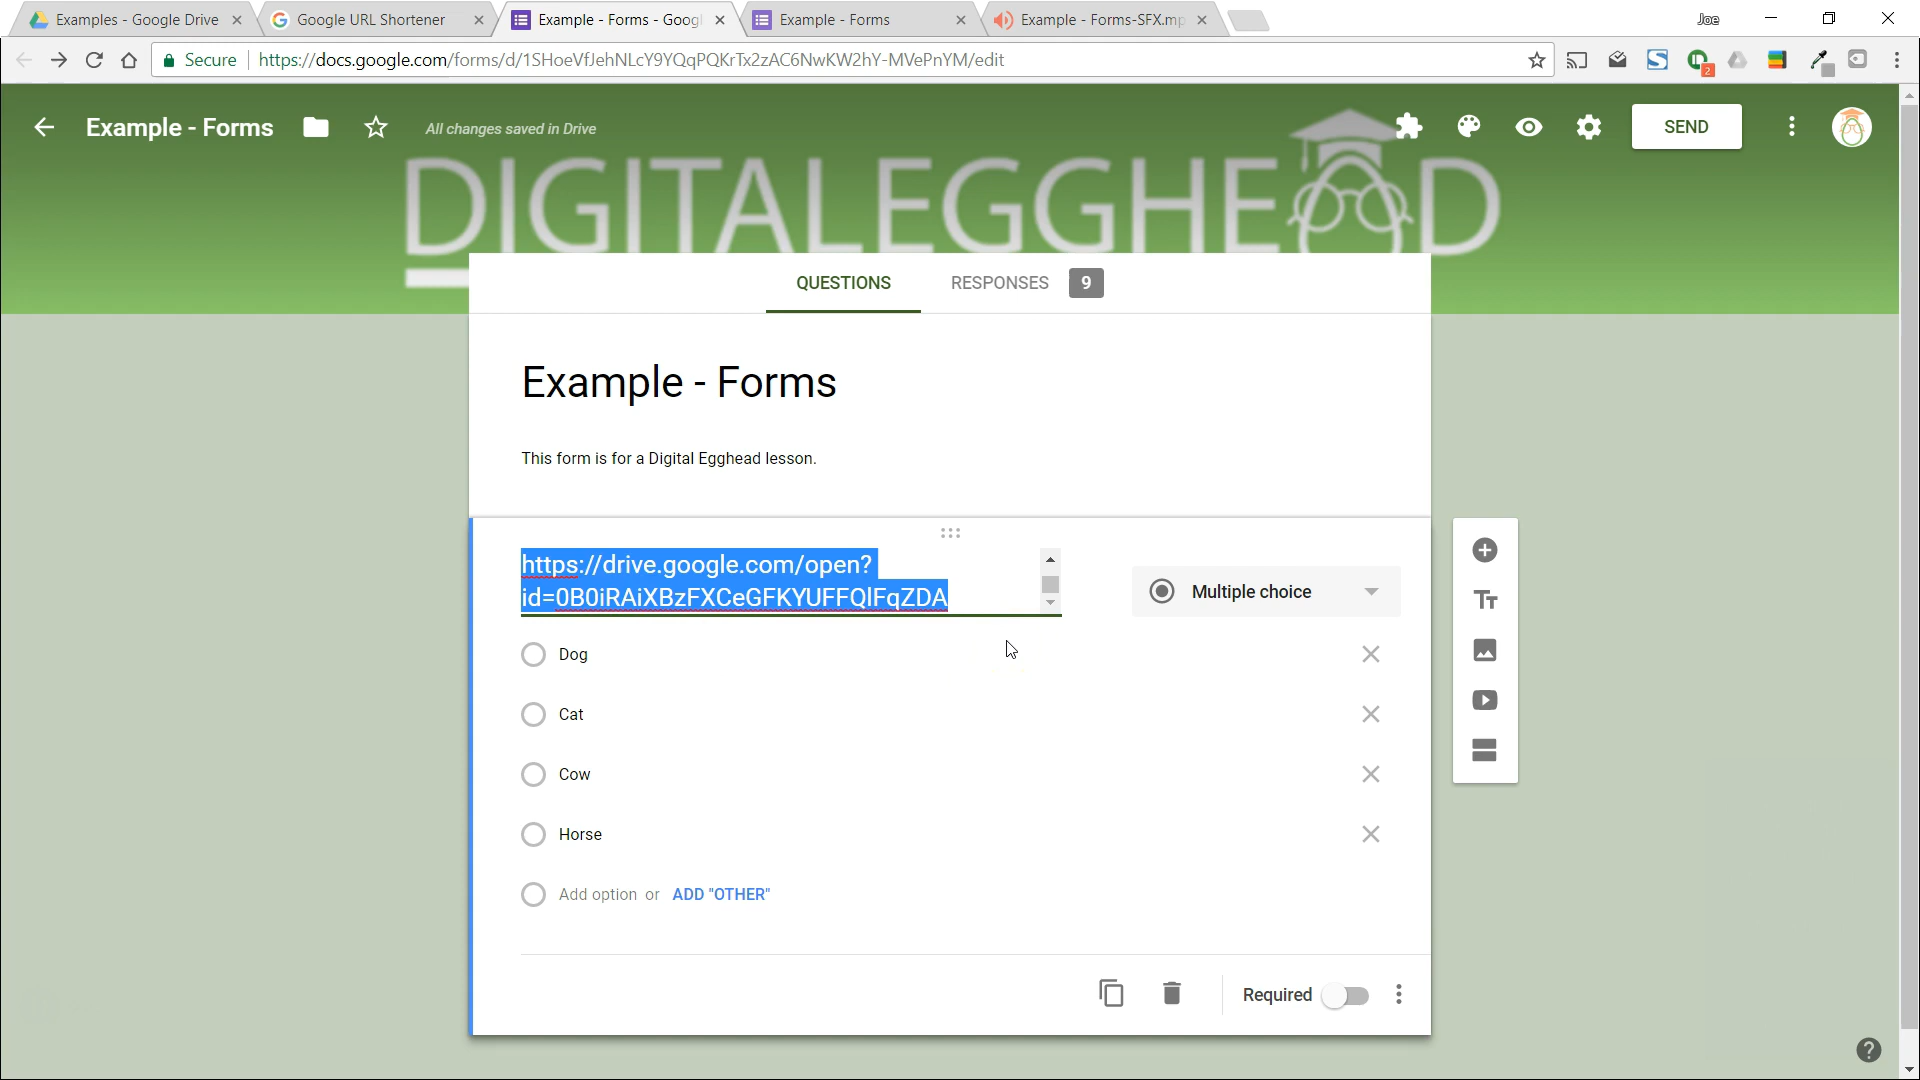 Examples - Google Drive
Google URL Shortener
Example - Forms - Googl
Example - Forms
Example - Forms-SFX.mp
Joe
Secure
https://docs.google.com/forms/d/1SHoeVfJehNLcY9YQqPQKrTx2zAC6NwKW2hY-MVePnYM/edit
2
Example - Forms
All changes saved in Drive
SEND
DIGITALEGGHEAD
QUESTIONS
RESPONSES 9
Example - Forms
This form is for a Digital Egghead lesson.
https://drive.google.com/open?
id=0B0iRAiXBzFXCeGFKYUFFQlFqZDA
Multiple choice
Dog
Cat
Cow
Horse
Add option or ADD "OTHER"
Required